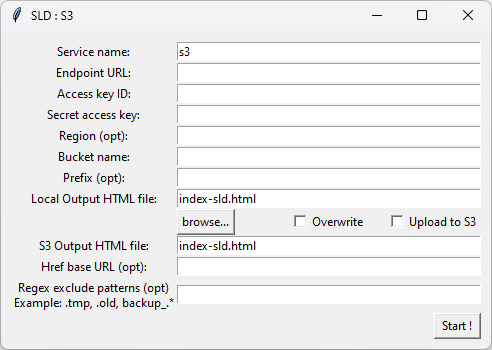 SLD : S3
Service name: s3
Endpoint URL:
Access key ID:
Secret access key:
Region (opt):
Bucket name:
Prefix (opt):
Local Output HTML file: index-sld.html
browse... Overwrite Upload to S3
S3 Output HTML file: index-sld.html
Href base URL (opt):
Regex exclude patterns (opt)
Example: .tmp, .old, backup_.*
Start !